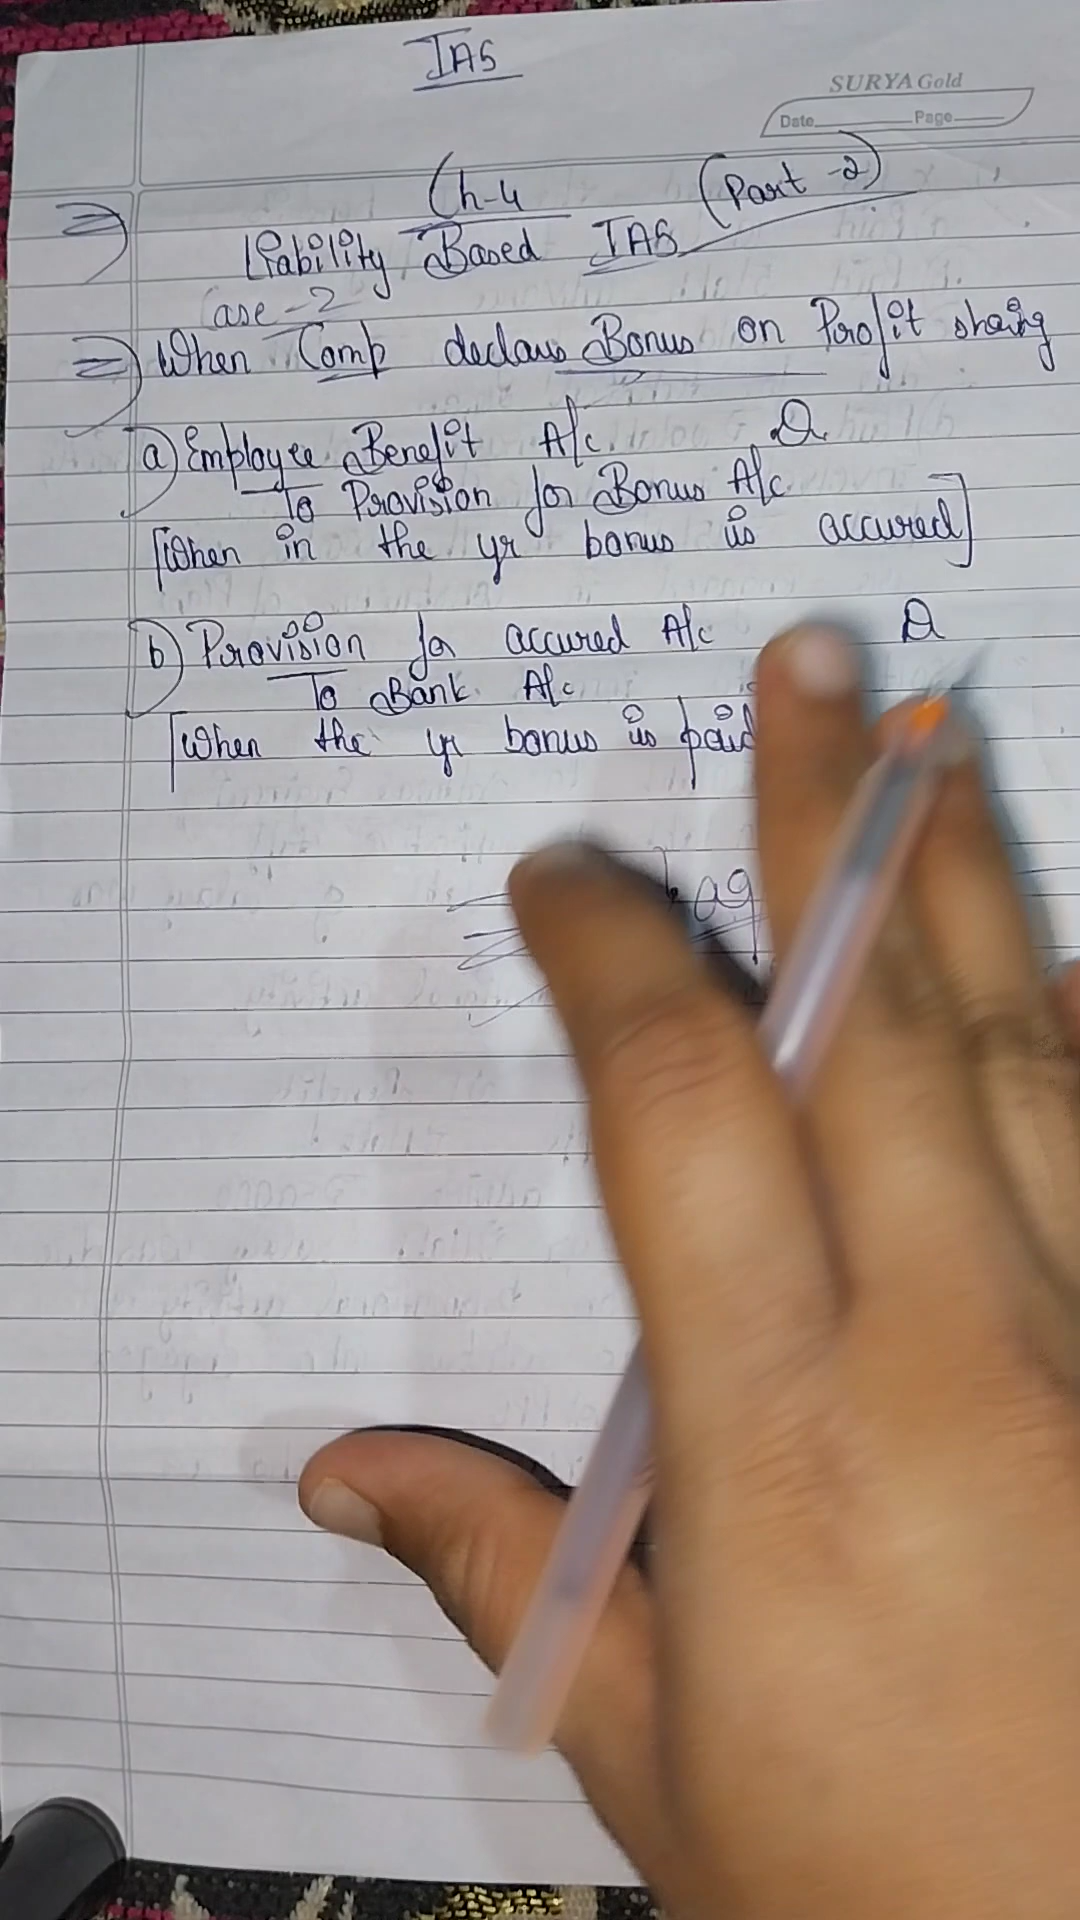 IAS
SURYA Gold
Date Page
Ch-4 (Part -2)
Liability Based IAS
Case -2
When Comp declaus Bonus on Profit sharing
a) Employee Benefit A/c Dr
To Provision for Bonus A/c
[When in the yr bonus is accured]
b) Provision for accured A/c Dr
To Bank A/c
[When the yr bonus is paid